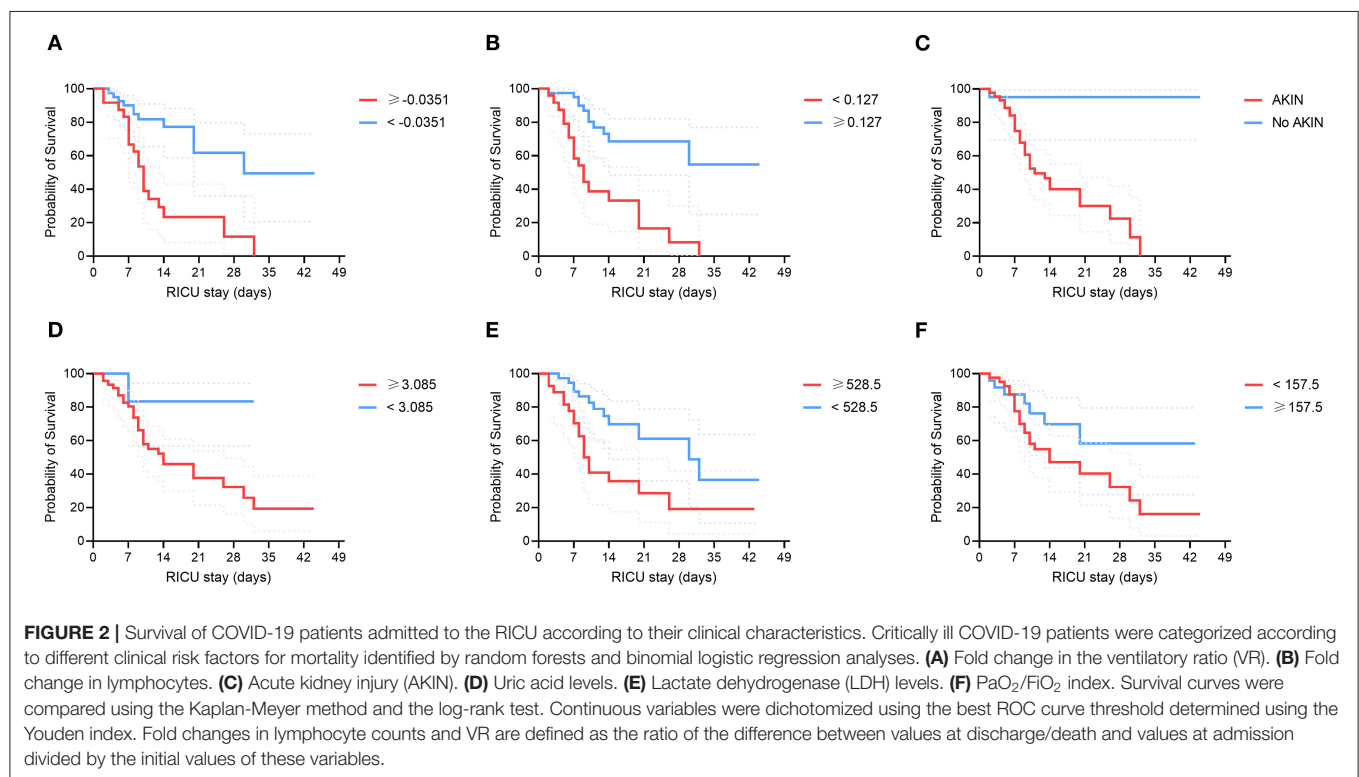 A
B
C
Probability of Survival
100
80
60
40
20
0
0 7 14 21 28 35 42 49
RICU stay (days)
⩾ -0.0351
< -0.0351
Probability of Survival
100
80
60
40
20
0
0 7 14 21 28 35 42 49
RICU stay (days)
< 0.127
⩾ 0.127
Probability of Survival
100
80
60
40
20
0
0 7 14 21 28 35 42 49
RICU stay (days)
AKIN
No AKIN
D
E
F
Probability of Survival
100
80
60
40
20
0
0 7 14 21 28 35 42 49
RICU stay (days)
⩾ 3.085
< 3.085
Probability of Survival
100
80
60
40
20
0
0 7 14 21 28 35 42 49
RICU stay (days)
⩾ 528.5
< 528.5
Probability of Survival
100
80
60
40
20
0
0 7 14 21 28 35 42 49
RICU stay (days)
< 157.5
⩾ 157.5
FIGURE 2 | Survival of COVID-19 patients admitted to the RICU according to their clinical characteristics. Critically ill COVID-19 patients were categorized according
to different clinical risk factors for mortality identified by random forests and binomial logistic regression analyses. (A) Fold change in the ventilatory ratio (VR). (B) Fold
change in lymphocytes. (C) Acute kidney injury (AKIN). (D) Uric acid levels. (E) Lactate dehydrogenase (LDH) levels. (F) PaO₂/FiO₂ index. Survival curves were
compared using the Kaplan-Meyer method and the log-rank test. Continuous variables were dichotomized using the best ROC curve threshold determined using the
Youden index. Fold changes in lymphocyte counts and VR are defined as the ratio of the difference between values at discharge/death and values at admission
divided by the initial values of these variables.